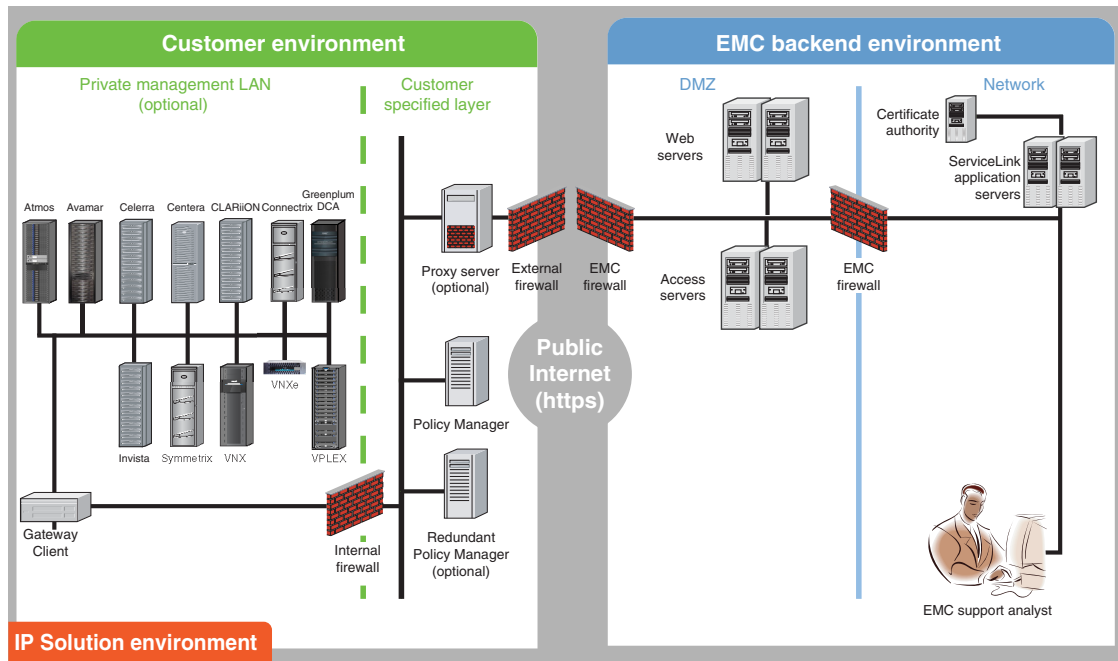 Customer environment
EMC backend environment
Private management LAN
(optional)
Customer
specified layer
DMZ
Network
Certificate
authority
Web
servers
ServiceLink
application
servers
Atmos
Avamar
Celerra
Centera
CLARiiON
Connectrix
Greenplum
DCA
Proxy server
(optional)
External
firewall
EMC
firewall
Access
servers
EMC
firewall
Public
Internet
(https)
VNXe
Policy Manager
Invista
Symmetrix
VNX
VPLEX
Gateway
Client
Internal
firewall
Redundant
Policy Manager
(optional)
EMC support analyst
IP Solution environment